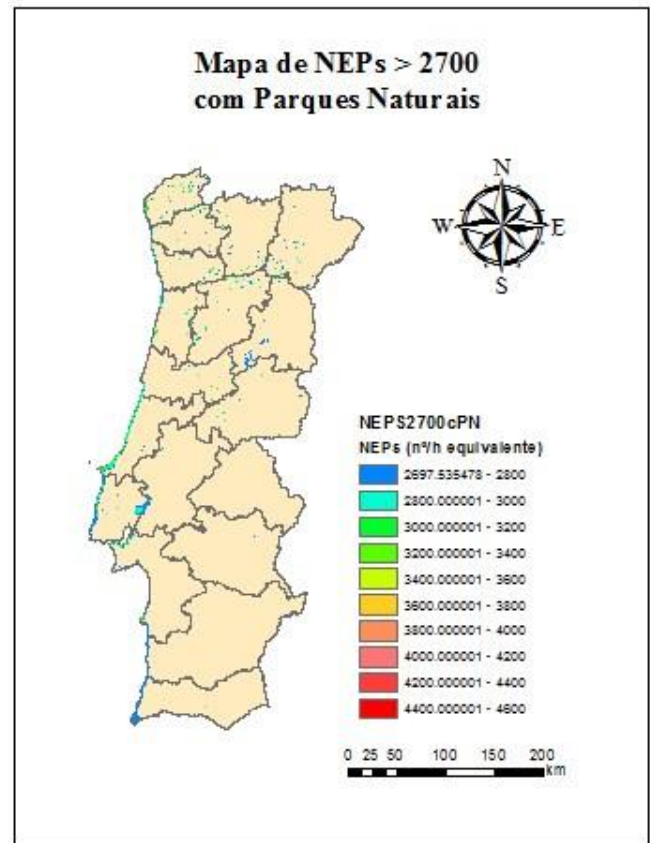 Mapa de NEPs > 2700
com Parques Naturais
N
W
E
S
NEPS2700cPN
NEPs (nº/h equivalente)
2697.535478 - 2800
2800.000001 - 3000
3000.000001 - 3200
3200.000001 - 3400
3400.000001 - 3600
3600.000001 - 3800
3800.000001 - 4000
4000.000001 - 4200
4200.000001 - 4400
4400.000001 - 4600
0 25 50 100 150 200
km